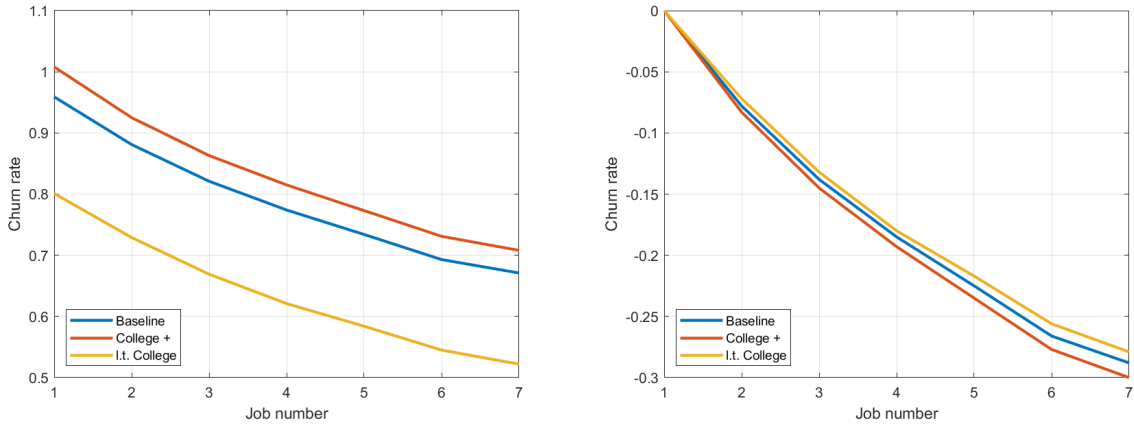 1.1
1
0.9
0.8
0.7
0.6
0.5
Churn rate
Baseline
College +
l.t. College
1 2 3 4 5 6 7
Job number
0
-0.05
-0.1
-0.15
-0.2
-0.25
-0.3
Churn rate
Baseline
College +
l.t. College
1 2 3 4 5 6 7
Job number